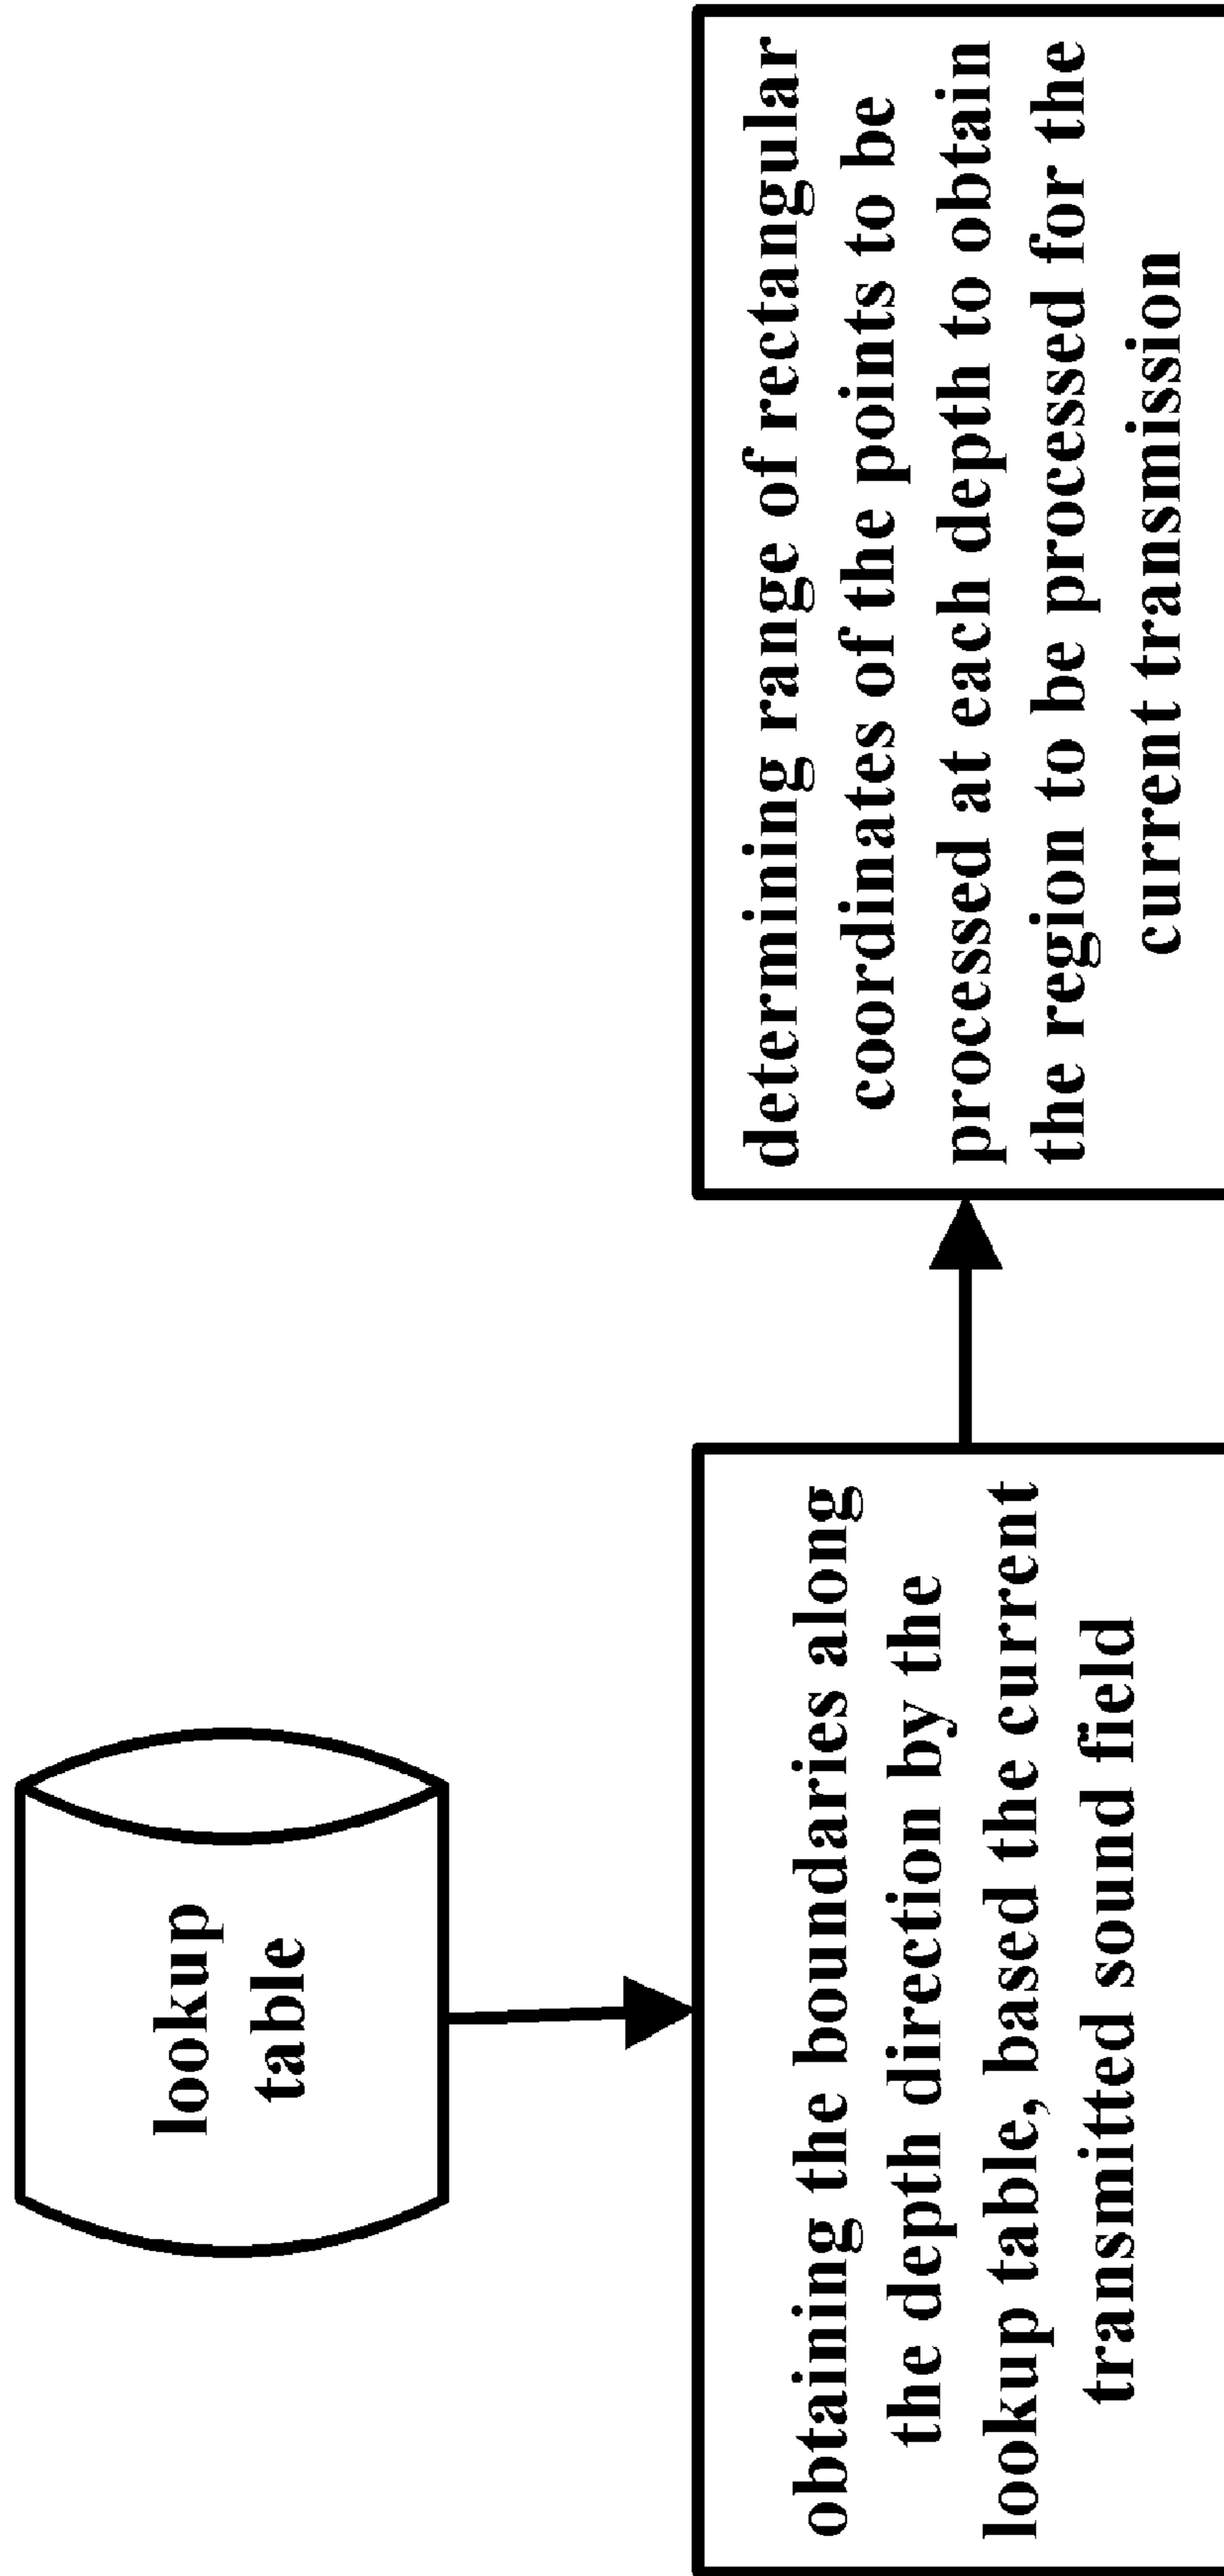 lookup
table
obtaining the boundaries along
the depth direction by the
lookup table, based the current
transmitted sound field
determining range of rectangular
coordinates of the points to be
processed at each depth to obtain
the region to be processed for the
current transmission